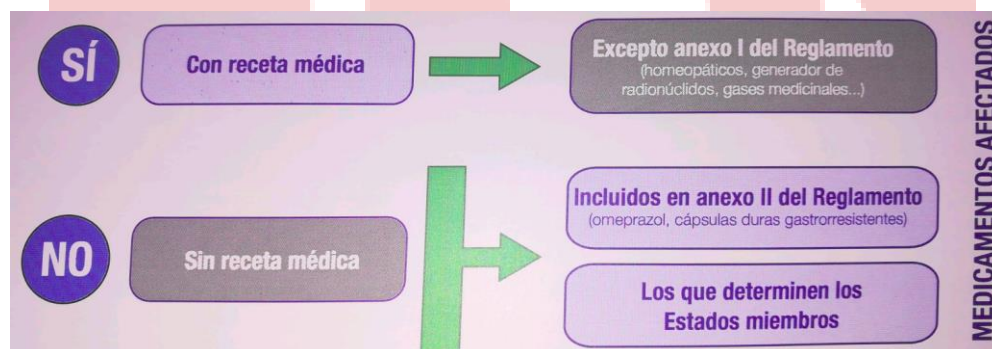 SÍ
Con receta médica
Excepto anexo I del Reglamento
(homeopáticos, generador de
radionúclidos, gases medicinales...)
NO
Sin receta médica
Incluidos en anexo II del Reglamento
(omeprazol, cápsulas duras gastrorresistentes)
Los que determinen los
Estados miembros
MEDICAMENTOS AFECTADOS